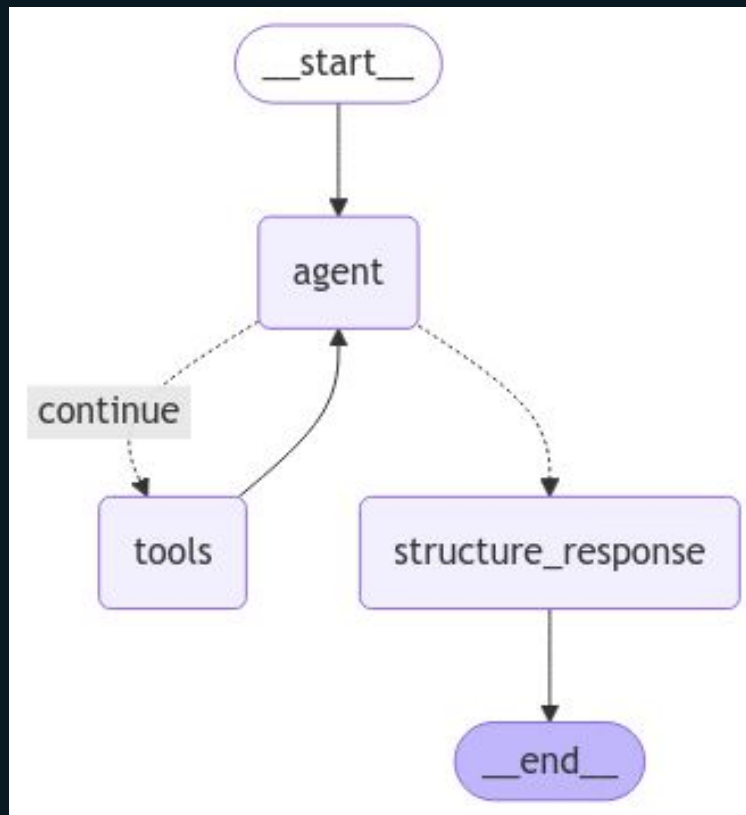 __start__
agent
continue
tools
structure_response
__end__